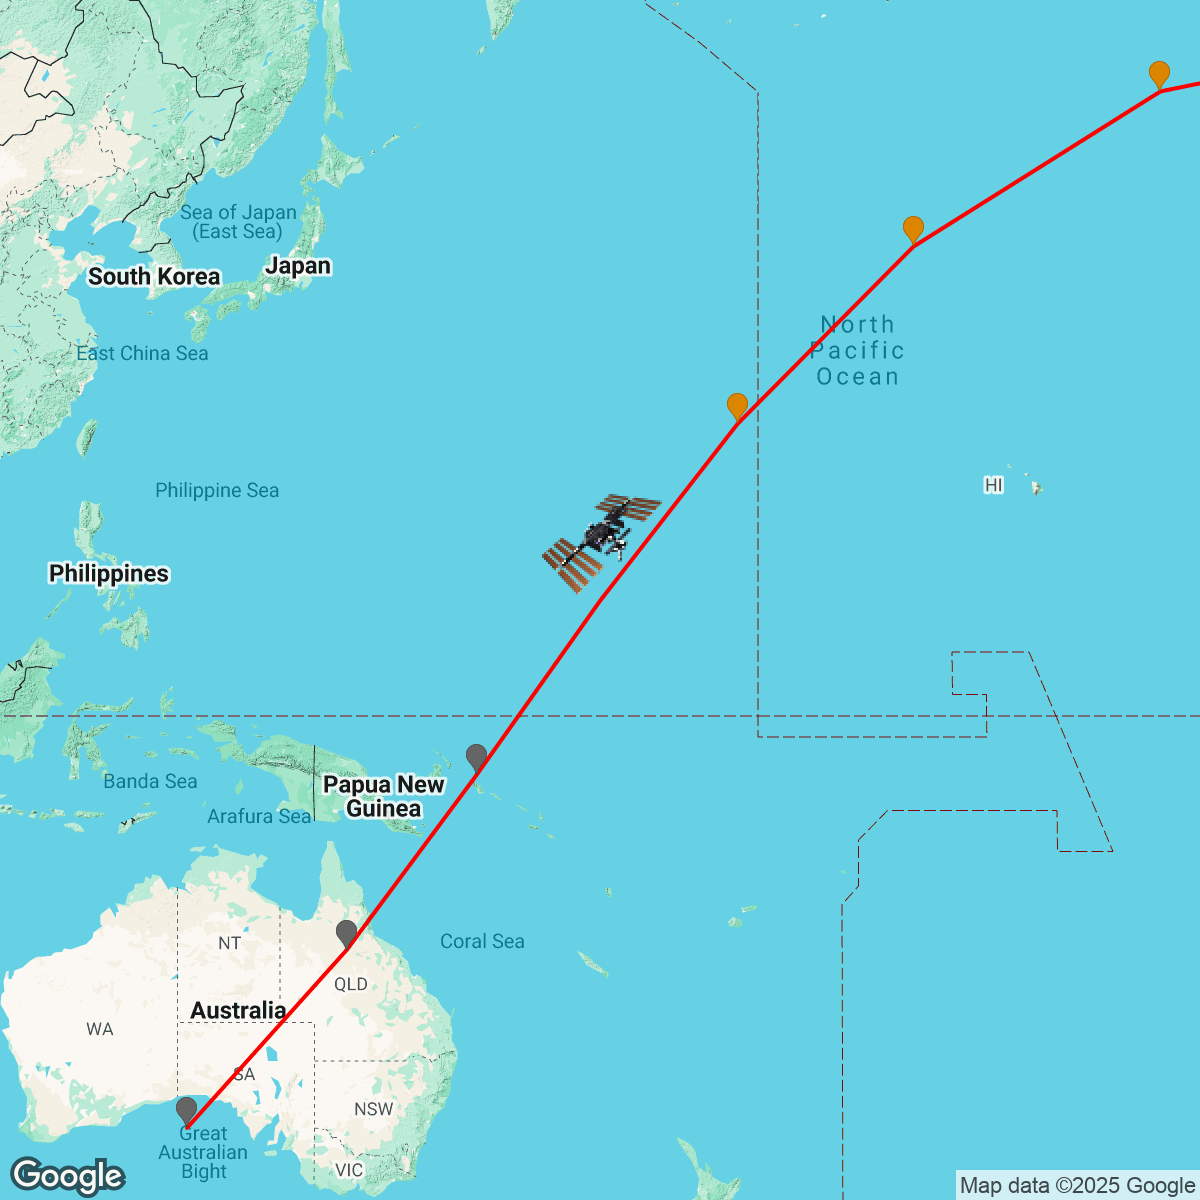 Sea of Japan
(East Sea)
Japan
South Korea
East China Sea
North
Pacific
Ocean
Philippine Sea
HI
Philippines
Banda Sea
Papua New
Guinea
Arafura Sea
NT
Coral Sea
QLD
Australia
WA
SA
NSW
Great
Australian
Bight
VIC
Google
Map data ©2025 Google